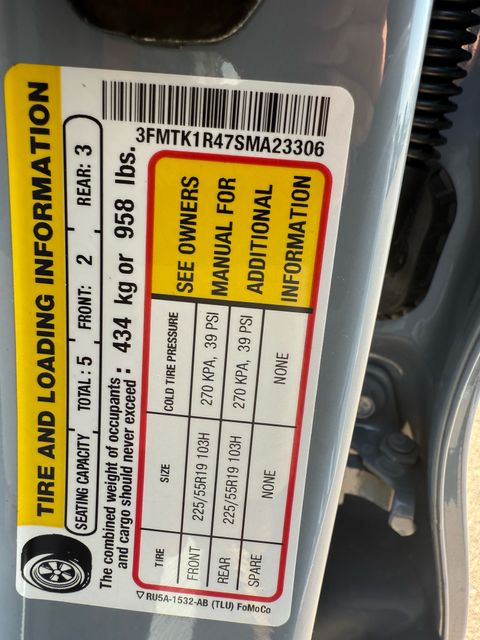 3FMTK1R47SMA23306
TIRE AND LOADING INFORMATION
SEATING CAPACITY TOTAL : 5 FRONT: 2 REAR: 3
The combined weight of occupants
and cargo should never exceed : 434 kg or 958 lbs.
TIRE SIZE COLD TIRE PRESSURE
FRONT 225/55R19 103H 270 KPA, 39 PSI
REAR 225/55R19 103H 270 KPA, 39 PSI
SPARE NONE NONE
SEE OWNERS
MANUAL FOR
ADDITIONAL
INFORMATION
▽ RU5A-1532-AB (TLU) FoMoCo